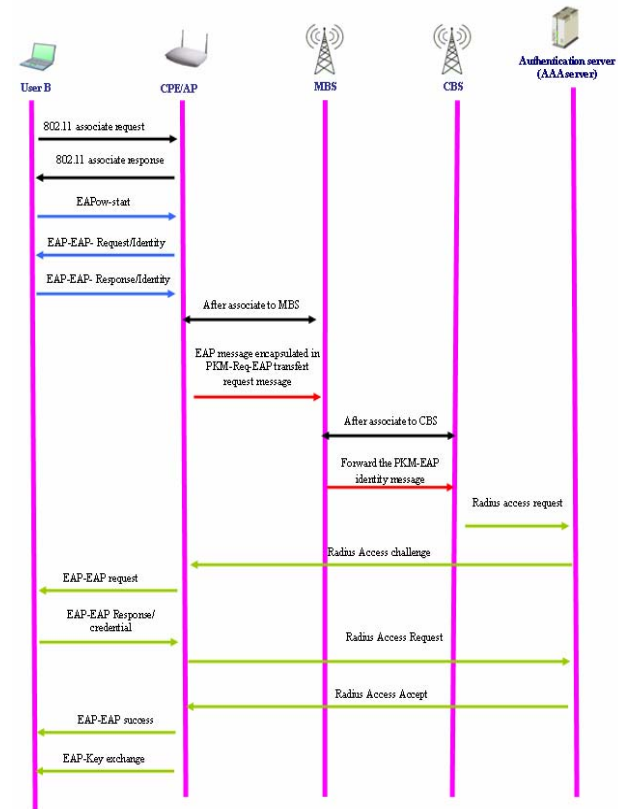 Authentication server
(AAA server)
User B
CPE/AP
MBS
CBS
802.11 associate request
802.11 associate response
EAPow-start
EAP-EAP- Request/Identity
EAP-EAP- Response/Identity
After associate to MBS
EAP message encapsulated in
PKM-Req-EAP transfert
request message
After associate to CBS
Forward the PKM-EAP
identity message
Radius access request
Radius Access challenge
EAP-EAP request
EAP-EAP Response/
credential
Radius Access Request
Radius Access Accept
EAP-EAP success
EAP-Key exchange